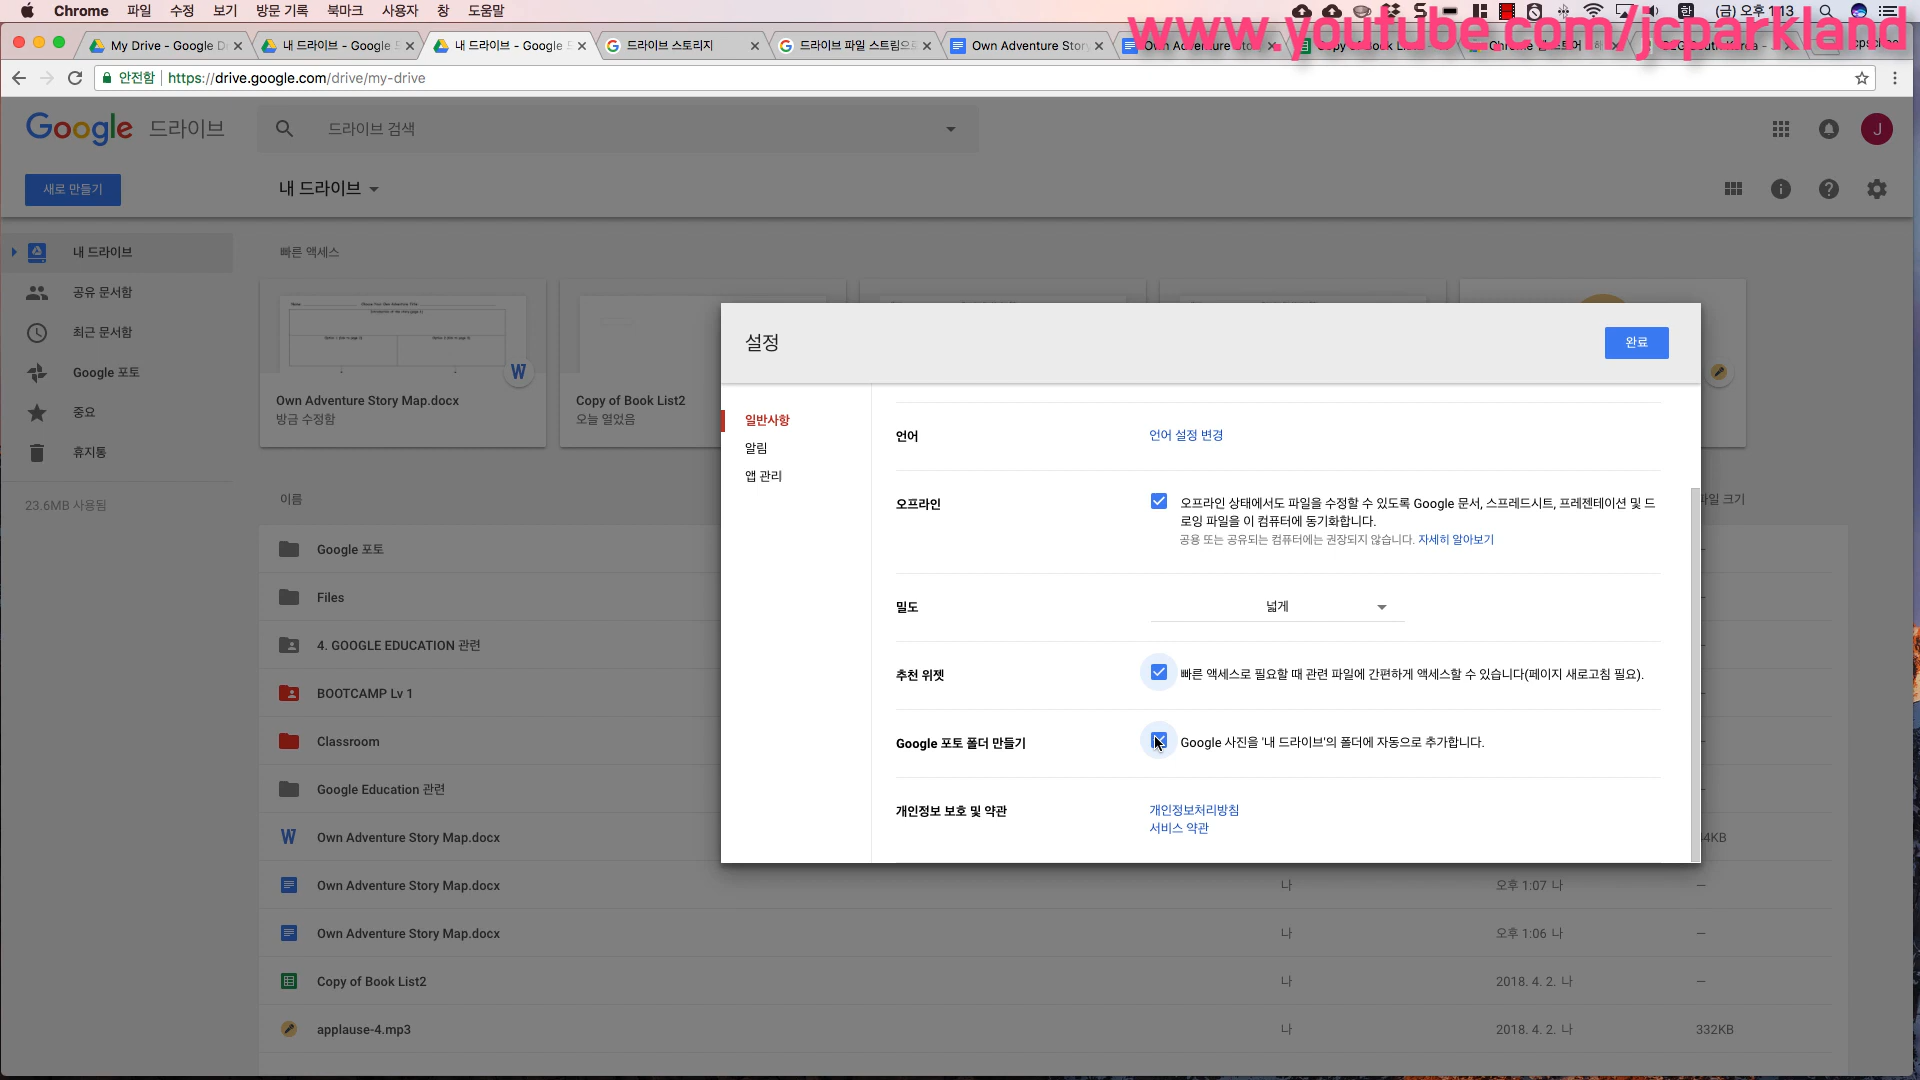 Chrome 파일 수정 보기 방문 기록 북마크 사용자 창 도움말
(금) 오후 1:13
www.youtube.com/jcparkland
My Drive - Google D
내 드라이브 - Google
내 드라이브 - Google S
드라이브 스토리지
드라이브 파일 스트림으
Own Adventure Story
Own Adventure Sto
Copy of Book List2
안전함 https://drive.google.com/drive/my-drive
Google 드라이브
드라이브 검색
J
새로 만들기
내 드라이브
내 드라이브
공유 문서함
최근 문서함
Google 포토
중요
휴지통
23.6MB 사용됨
빠른 액세스
Own Adventure Story Map.docx
방금 수정함
Copy of Book List2
오늘 열었음
이름
파일 크기
Google 포토
Files
4. GOOGLE EDUCATION 관련
BOOTCAMP Lv 1
Classroom
Google Education 관련
Own Adventure Story Map.docx
4KB
Own Adventure Story Map.docx 나 오후 1:07 나 —
Own Adventure Story Map.docx 나 오후 1:06 나 —
Copy of Book List2 나 2018. 4. 2. 나 —
applause-4.mp3 나 2018. 4. 2. 나 332KB
설정
완료
일반사항
알림
앱 관리
언어 언어 설정 변경
오프라인 오프라인 상태에서도 파일을 수정할 수 있도록 Google 문서, 스프레드시트, 프레젠테이션 및 드
로잉 파일을 이 컴퓨터에 동기화합니다.
공용 또는 공유되는 컴퓨터에는 권장되지 않습니다. 자세히 알아보기
밀도 넓게
추천 위젯 빠른 액세스로 필요할 때 관련 파일에 간편하게 액세스할 수 있습니다(페이지 새로고침 필요).
Google 포토 폴더 만들기 Google 사진을 '내 드라이브'의 폴더에 자동으로 추가합니다.
개인정보 보호 및 약관 개인정보처리방침
서비스 약관